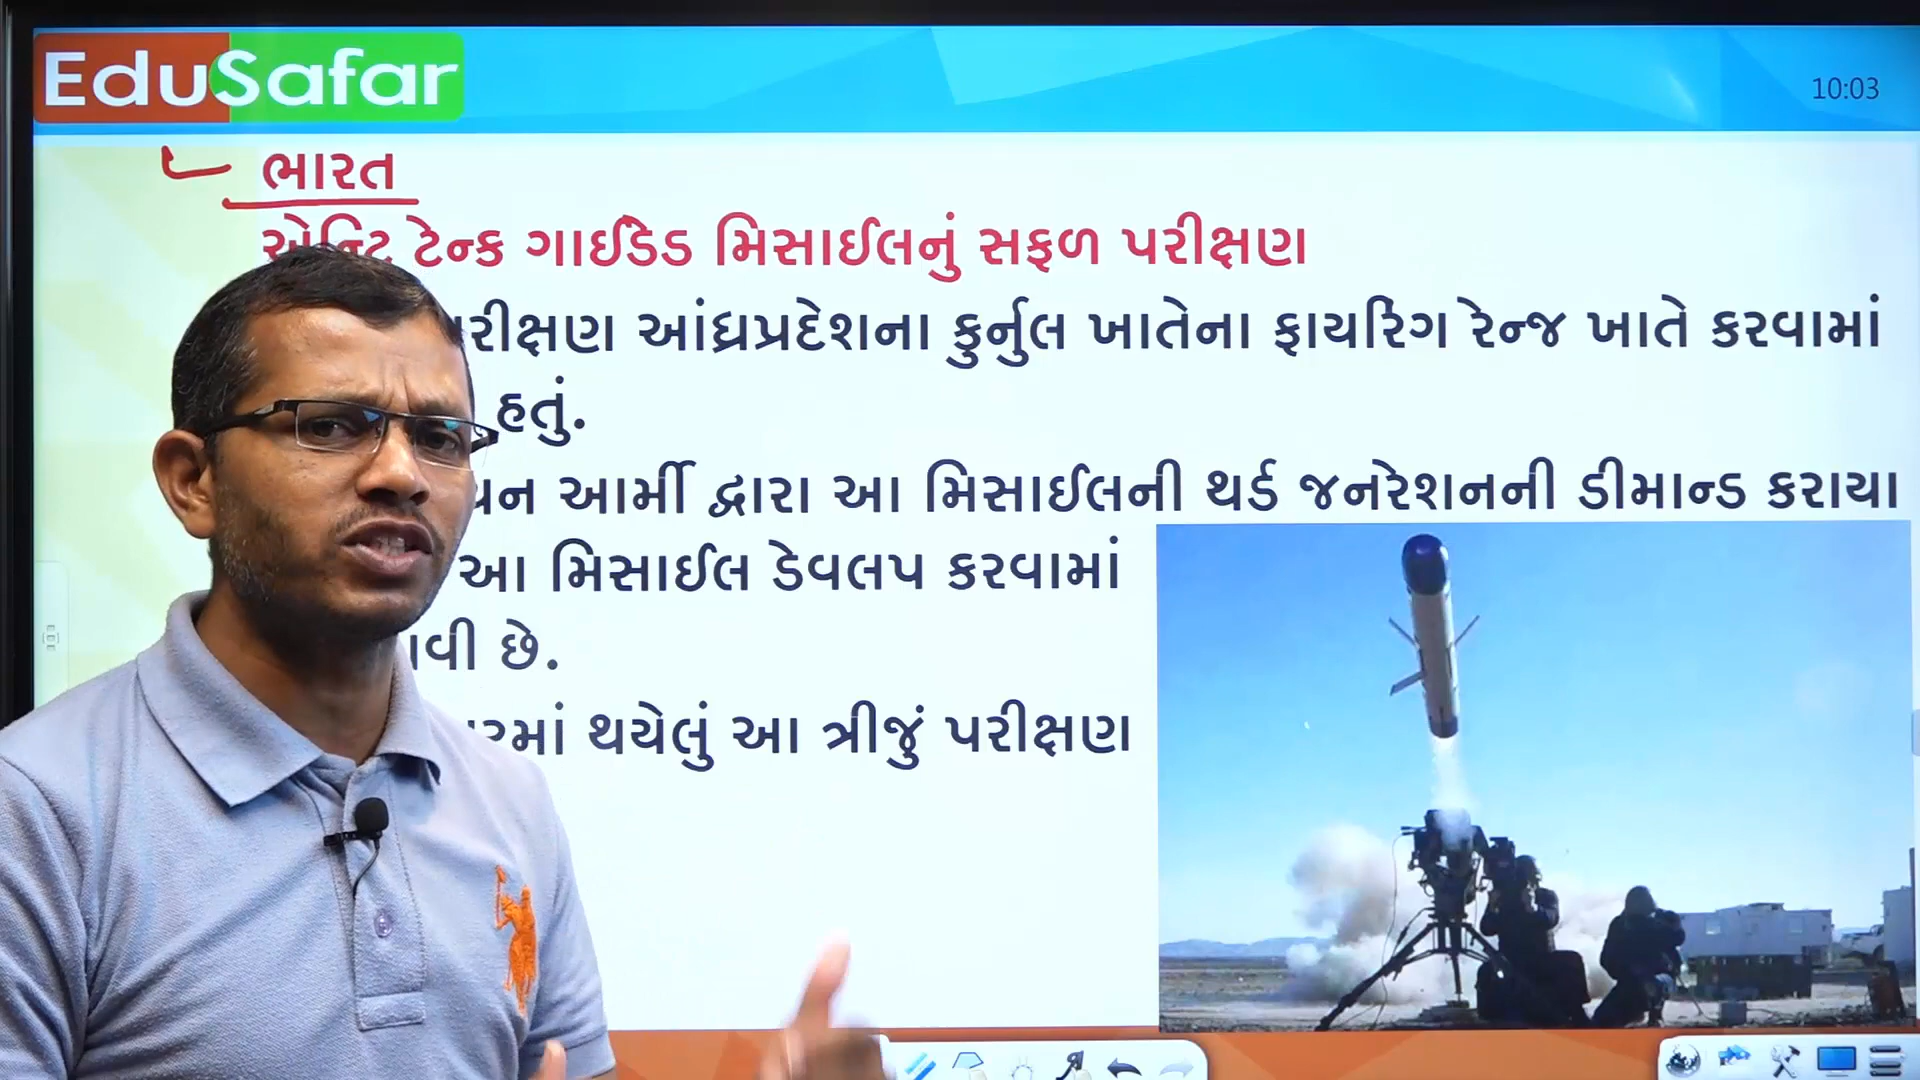 EduSafar
10:03
ભારત
ટેન્ક ગાઈડેડ મિસાઈલનું સફળ પરીક્ષણ
આંધ્રપ્રદેશના કુર્નુલ ખાતેના ફાયરિંગ રેન્જ ખાતે કરવામાં
હતું.
આર્મી દ્વારા આ મિસાઈલની થર્ડ જનરેશનની ડીમાન્ડ કરાયા
આ મિસાઈલ ડેવલપ કરવામાં
છે.
થયેલું આ ત્રીજું પરીક્ષણ